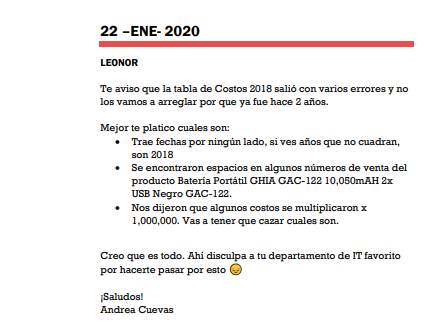 22 –ENE- 2020
LEONOR
Te aviso que la tabla de Costos 2018 salió con varios errores y no
los vamos a arreglar por que ya fue hace 2 años.
Mejor te platico cuales son:
• Trae fechas por ningún lado, si ves años que no cuadran,
son 2018
• Se encontraron espacios en algunos números de venta del
producto Batería Portátil GHIA GAC-122 10,050mAH 2x
USB Negro GAC-122.
• Nos dijeron que algunos costos se multiplicaron x
1,000,000. Vas a tener que cazar cuales son.
Creo que es todo. Ahí disculpa a tu departamento de IT favorito
por hacerte pasar por esto 😔
¡Saludos!
Andrea Cuevas